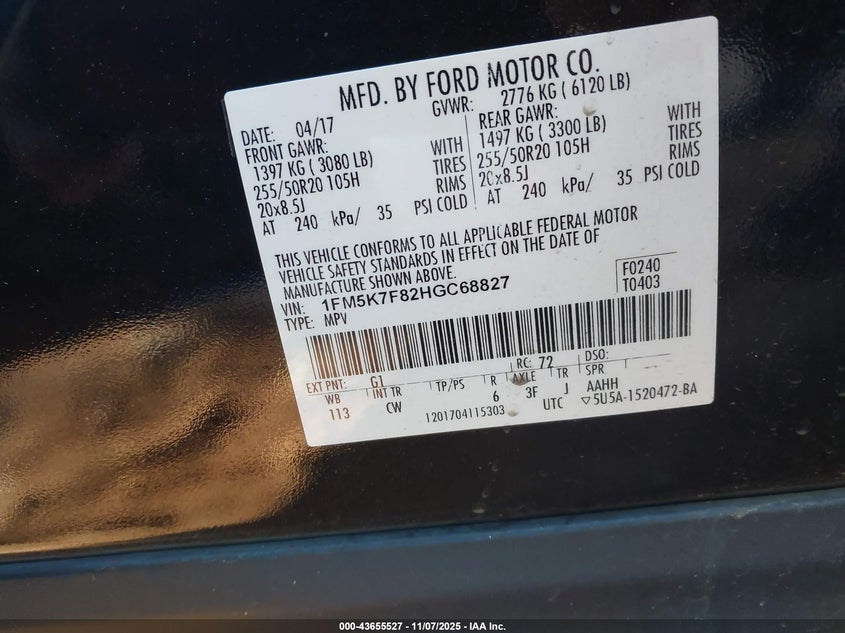 MFD. BY FORD MOTOR CO.
DATE: 04/17 GVWR: 2776 KG ( 6120 LB)
FRONT GAWR: REAR GAWR:
1397 KG ( 3080 LB) WITH 1497 KG ( 3300 LB) WITH
255/50R20 105H TIRES 255/50R20 105H TIRES
20x8.5J RIMS 20x8.5J RIMS
AT 240 kPa/ 35 PSI COLD AT 240 kPa/ 35 PSI COLD
THIS VEHICLE CONFORMS TO ALL APPLICABLE FEDERAL MOTOR
VEHICLE SAFETY STANDARDS IN EFFECT ON THE DATE OF
MANUFACTURE SHOWN ABOVE.
VIN: 1FM5K7F82HGC68827 F0240
TYPE: MPV T0403
EXT PNT: G1 RC: 72 DSO:
WB INT TR TP/PS R AXLE TR SPR
113 CW 6 3F J AAHH
1201704115303 UTC ▽5U5A-1520472-BA
000-43655527 - 11/07/2025 - IAA Inc.